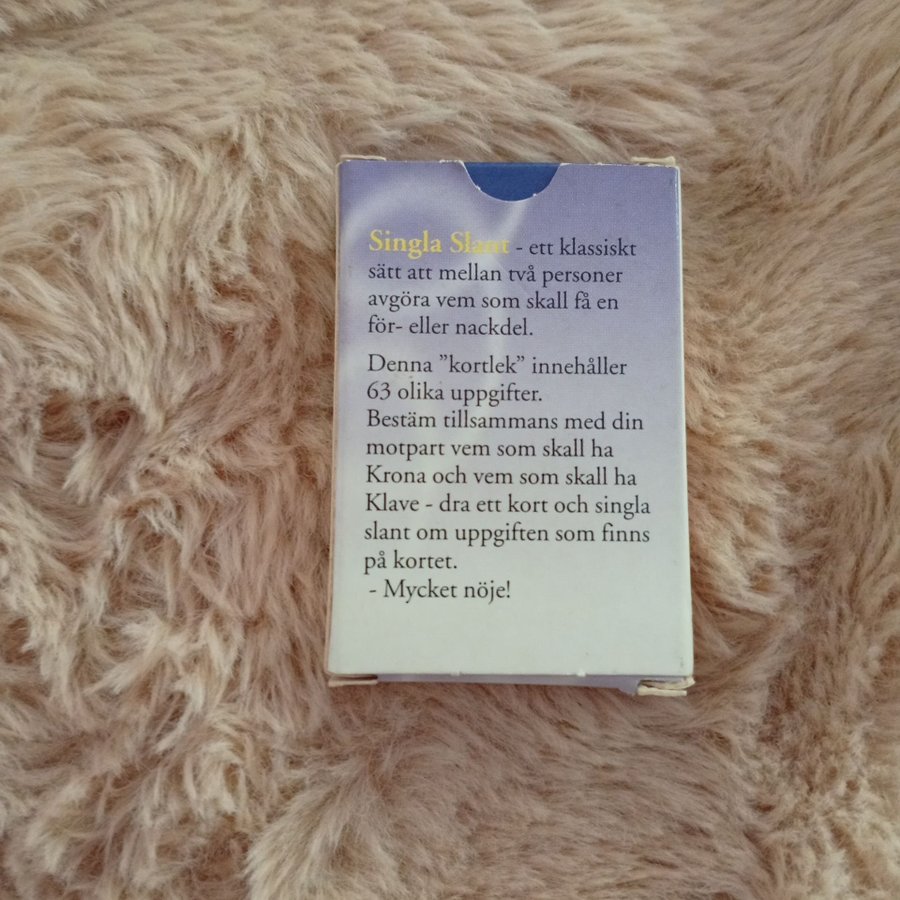 Singla Slant - ett klassiskt
sätt att mellan två personer
avgöra vem som skall få en
för- eller nackdel.
Denna ”kortlek” innehåller
63 olika uppgifter.
Bestäm tillsammans med din
motpart vem som skall ha
Krona och vem som skall ha
Klave - dra ett kort och singla
slant om uppgiften som finns
på kortet.
- Mycket nöje!